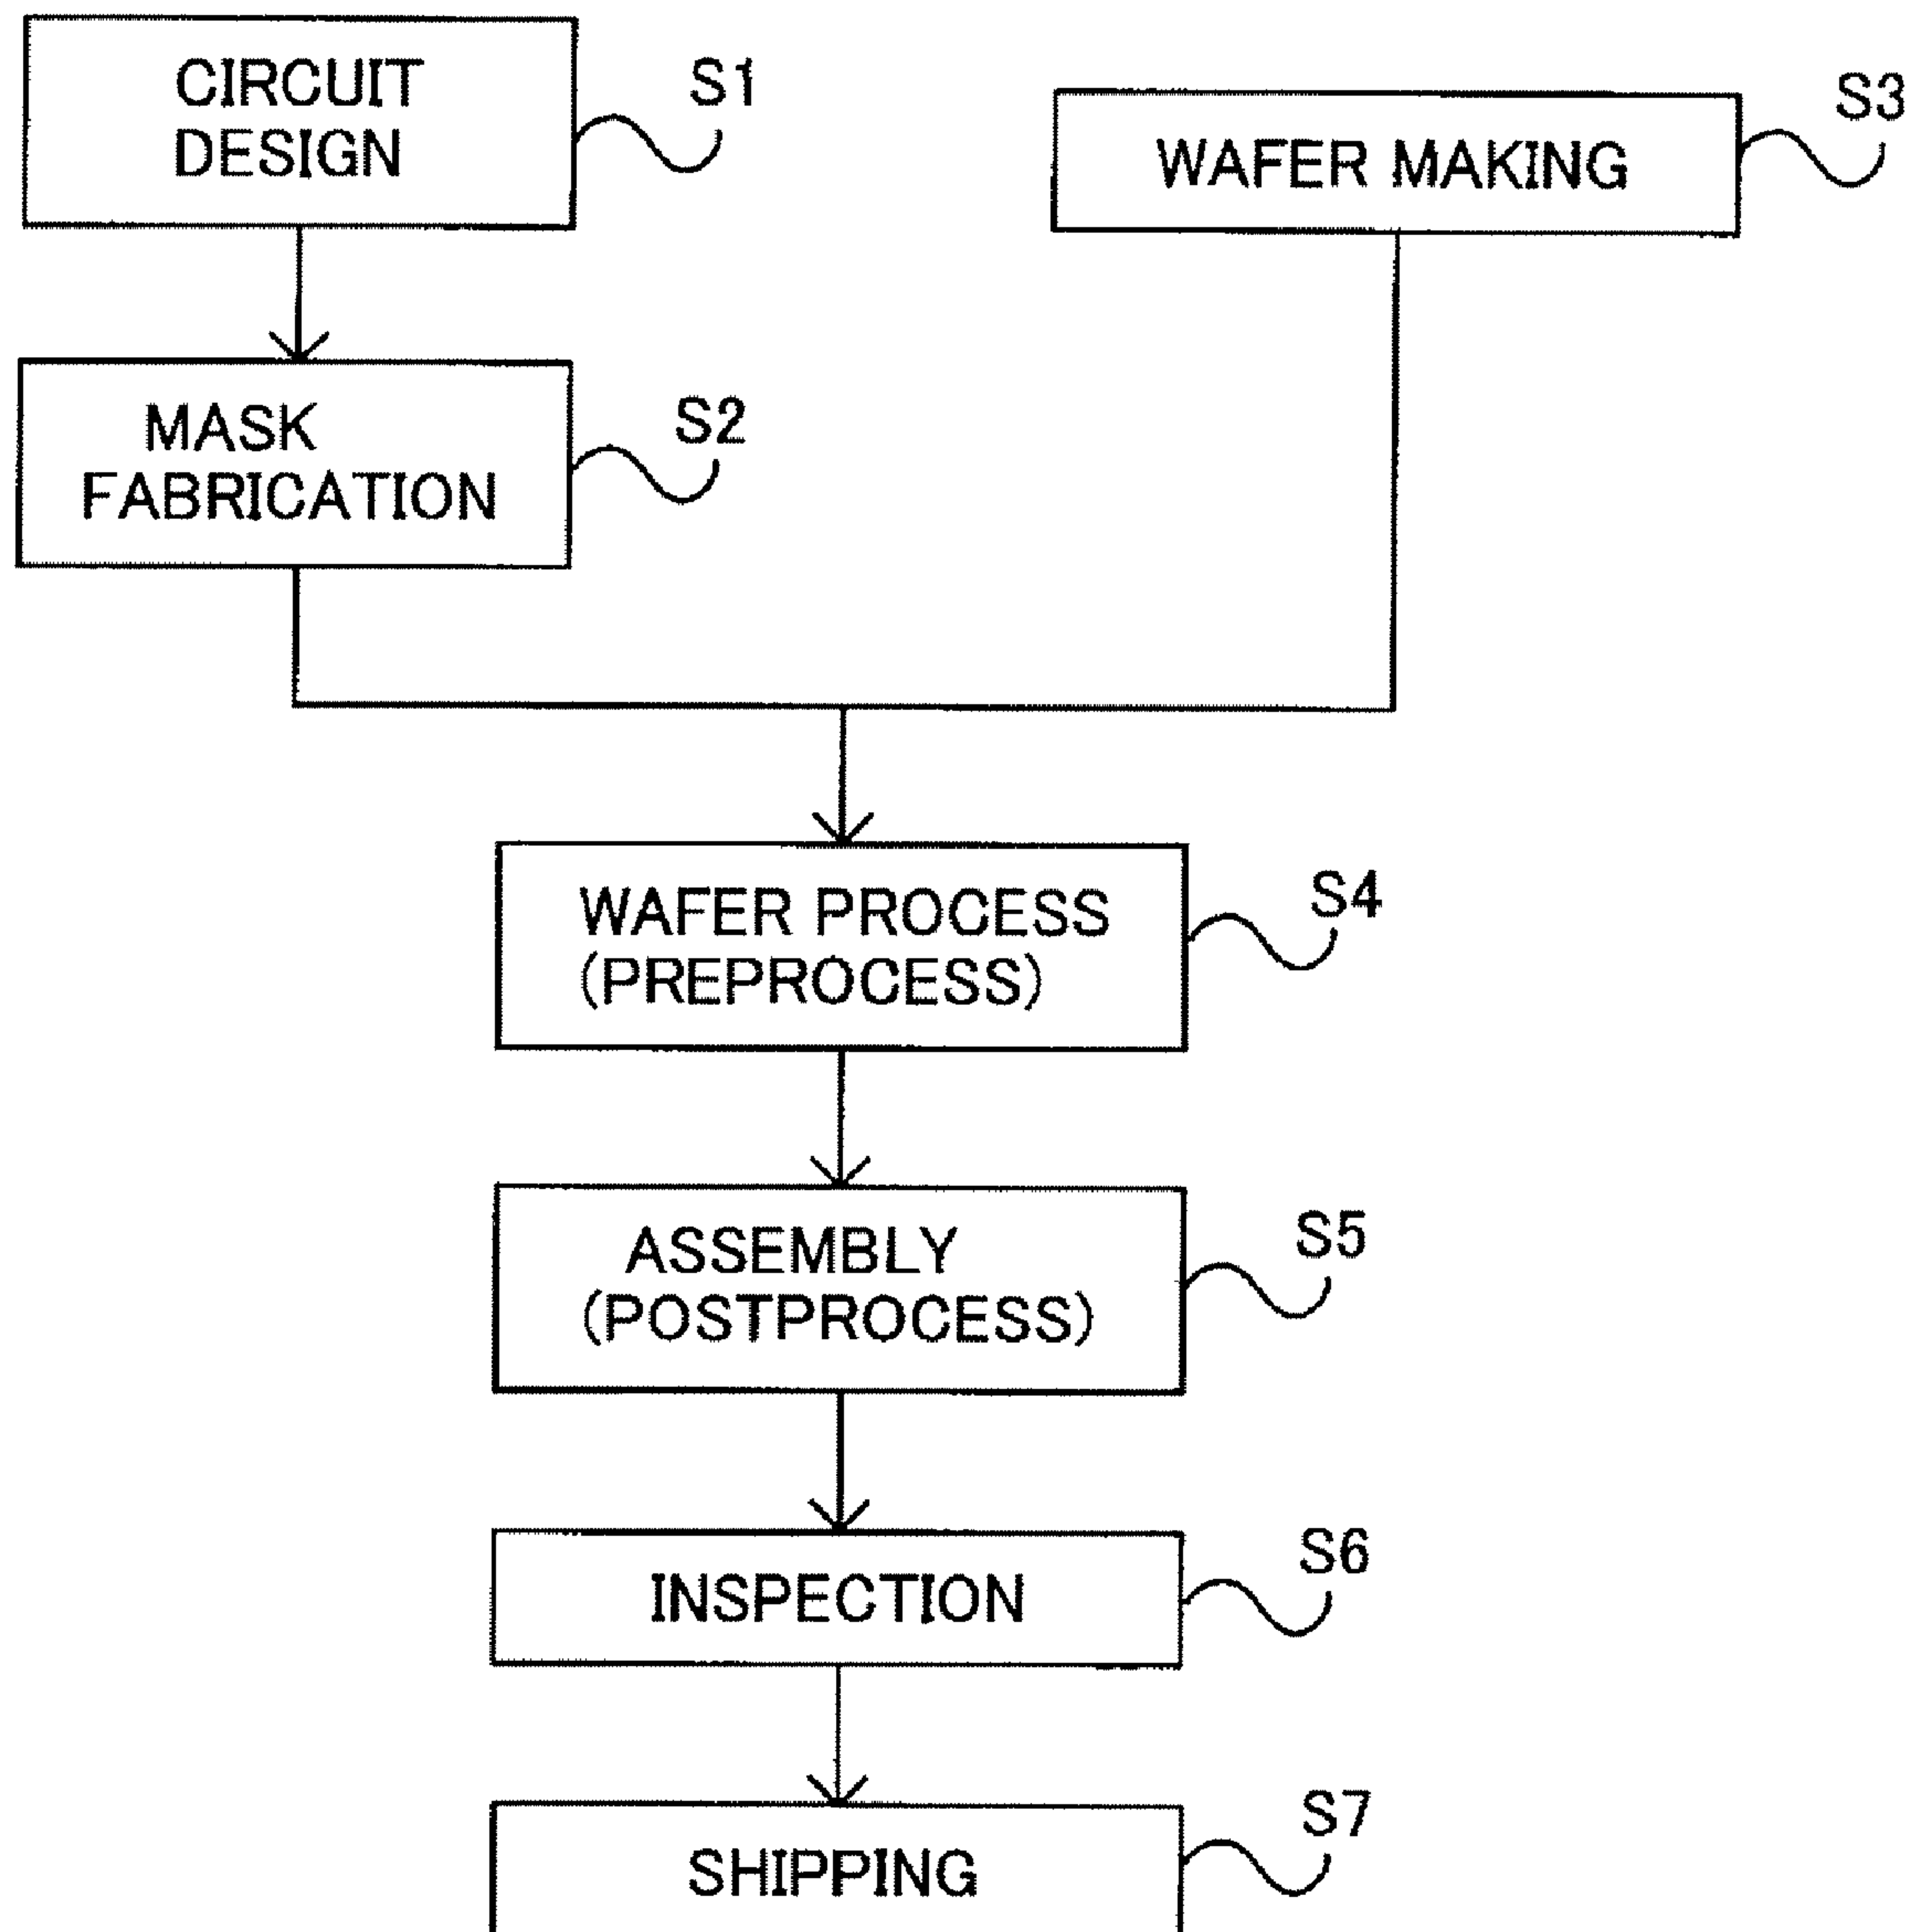 CIRCUIT
DESIGN
S1
WAFER MAKING
S3
MASK
FABRICATION
S2
WAFER PROCESS
(PREPROCESS)
S4
ASSEMBLY
(POSTPROCESS)
S5
INSPECTION
S6
SHIPPING
S7